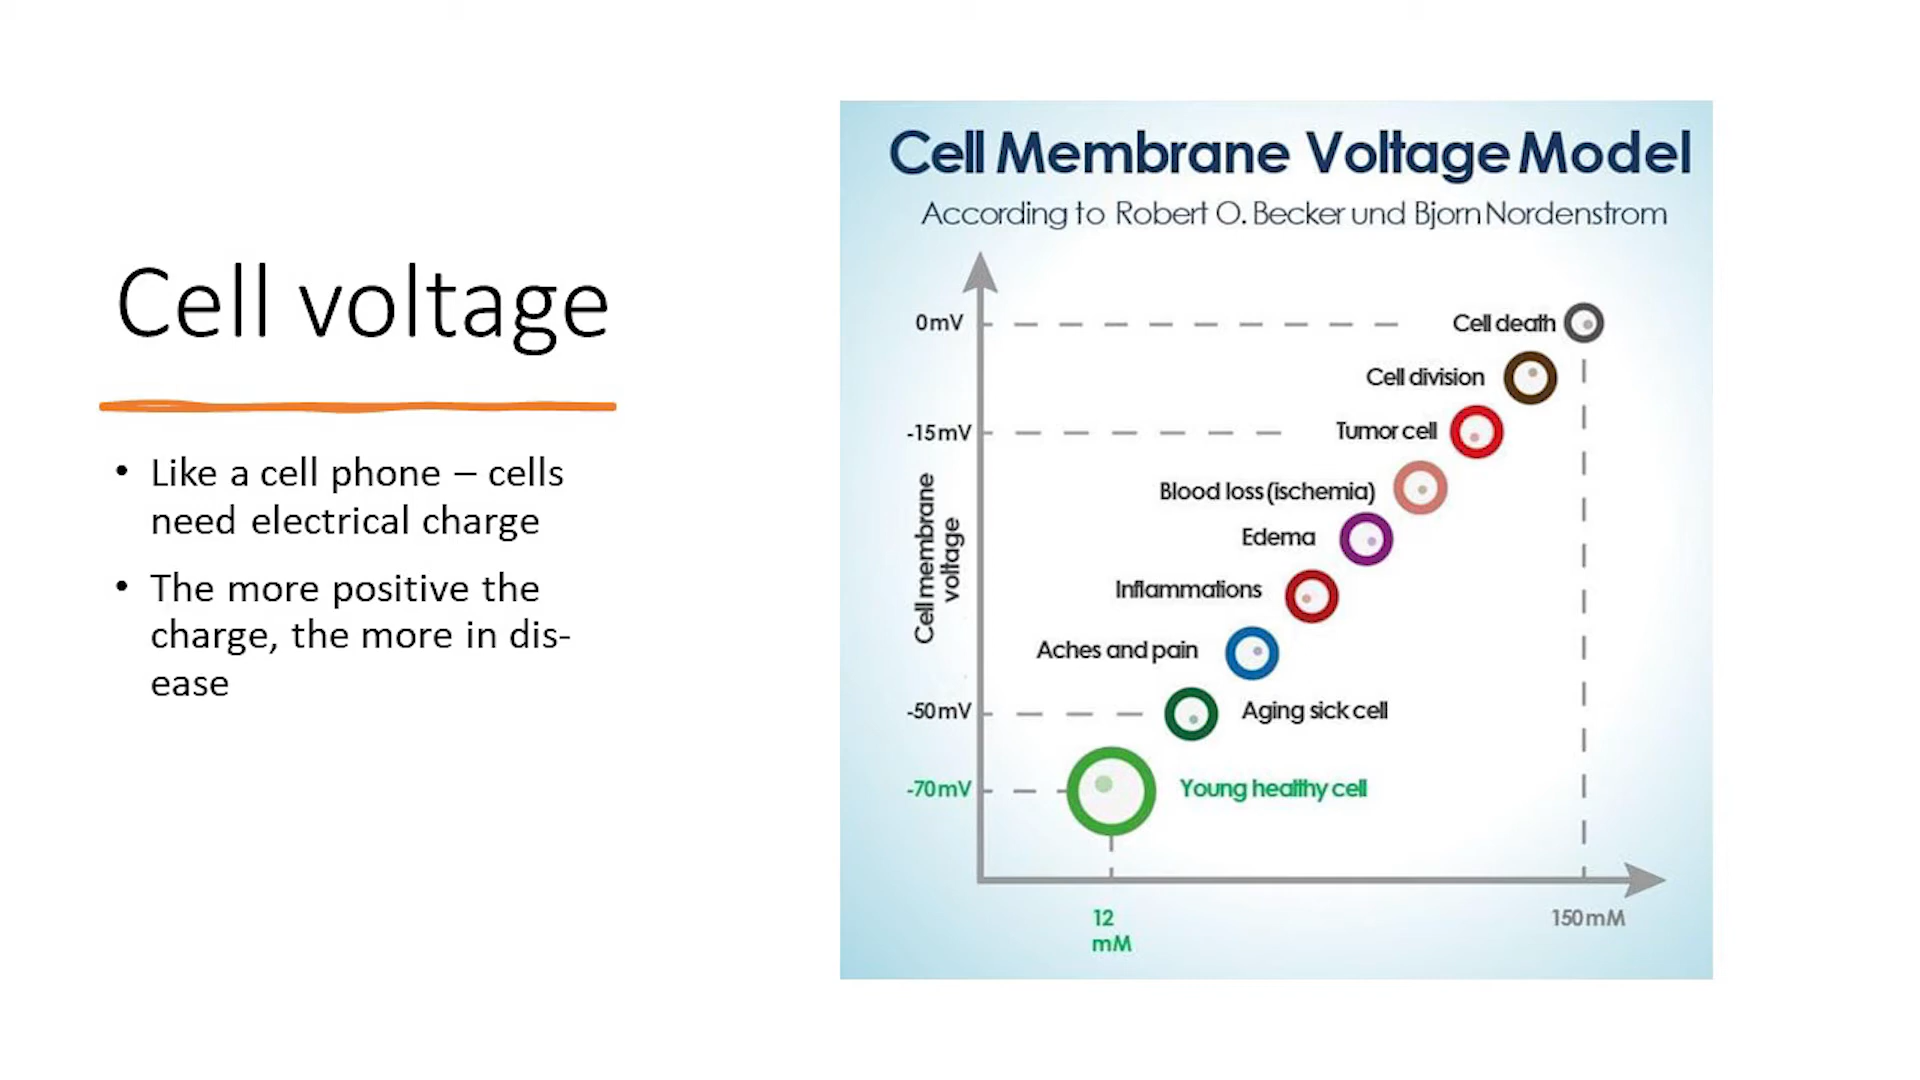 Cell voltage
• Like a cell phone – cells
need electrical charge
• The more positive the
charge, the more in dis-
ease
Cell Membrane Voltage Model
According to Robert O. Becker und Bjorn Nordenstrom
0mV
Cell death
Cell division
-15mV
Tumor cell
Blood loss (ischemia)
Edema
Cell membrane
voltage
Inflammations
Aches and pain
-50mV
Aging sick cell
-70mV
Young healthy cell
12
mM
150mM